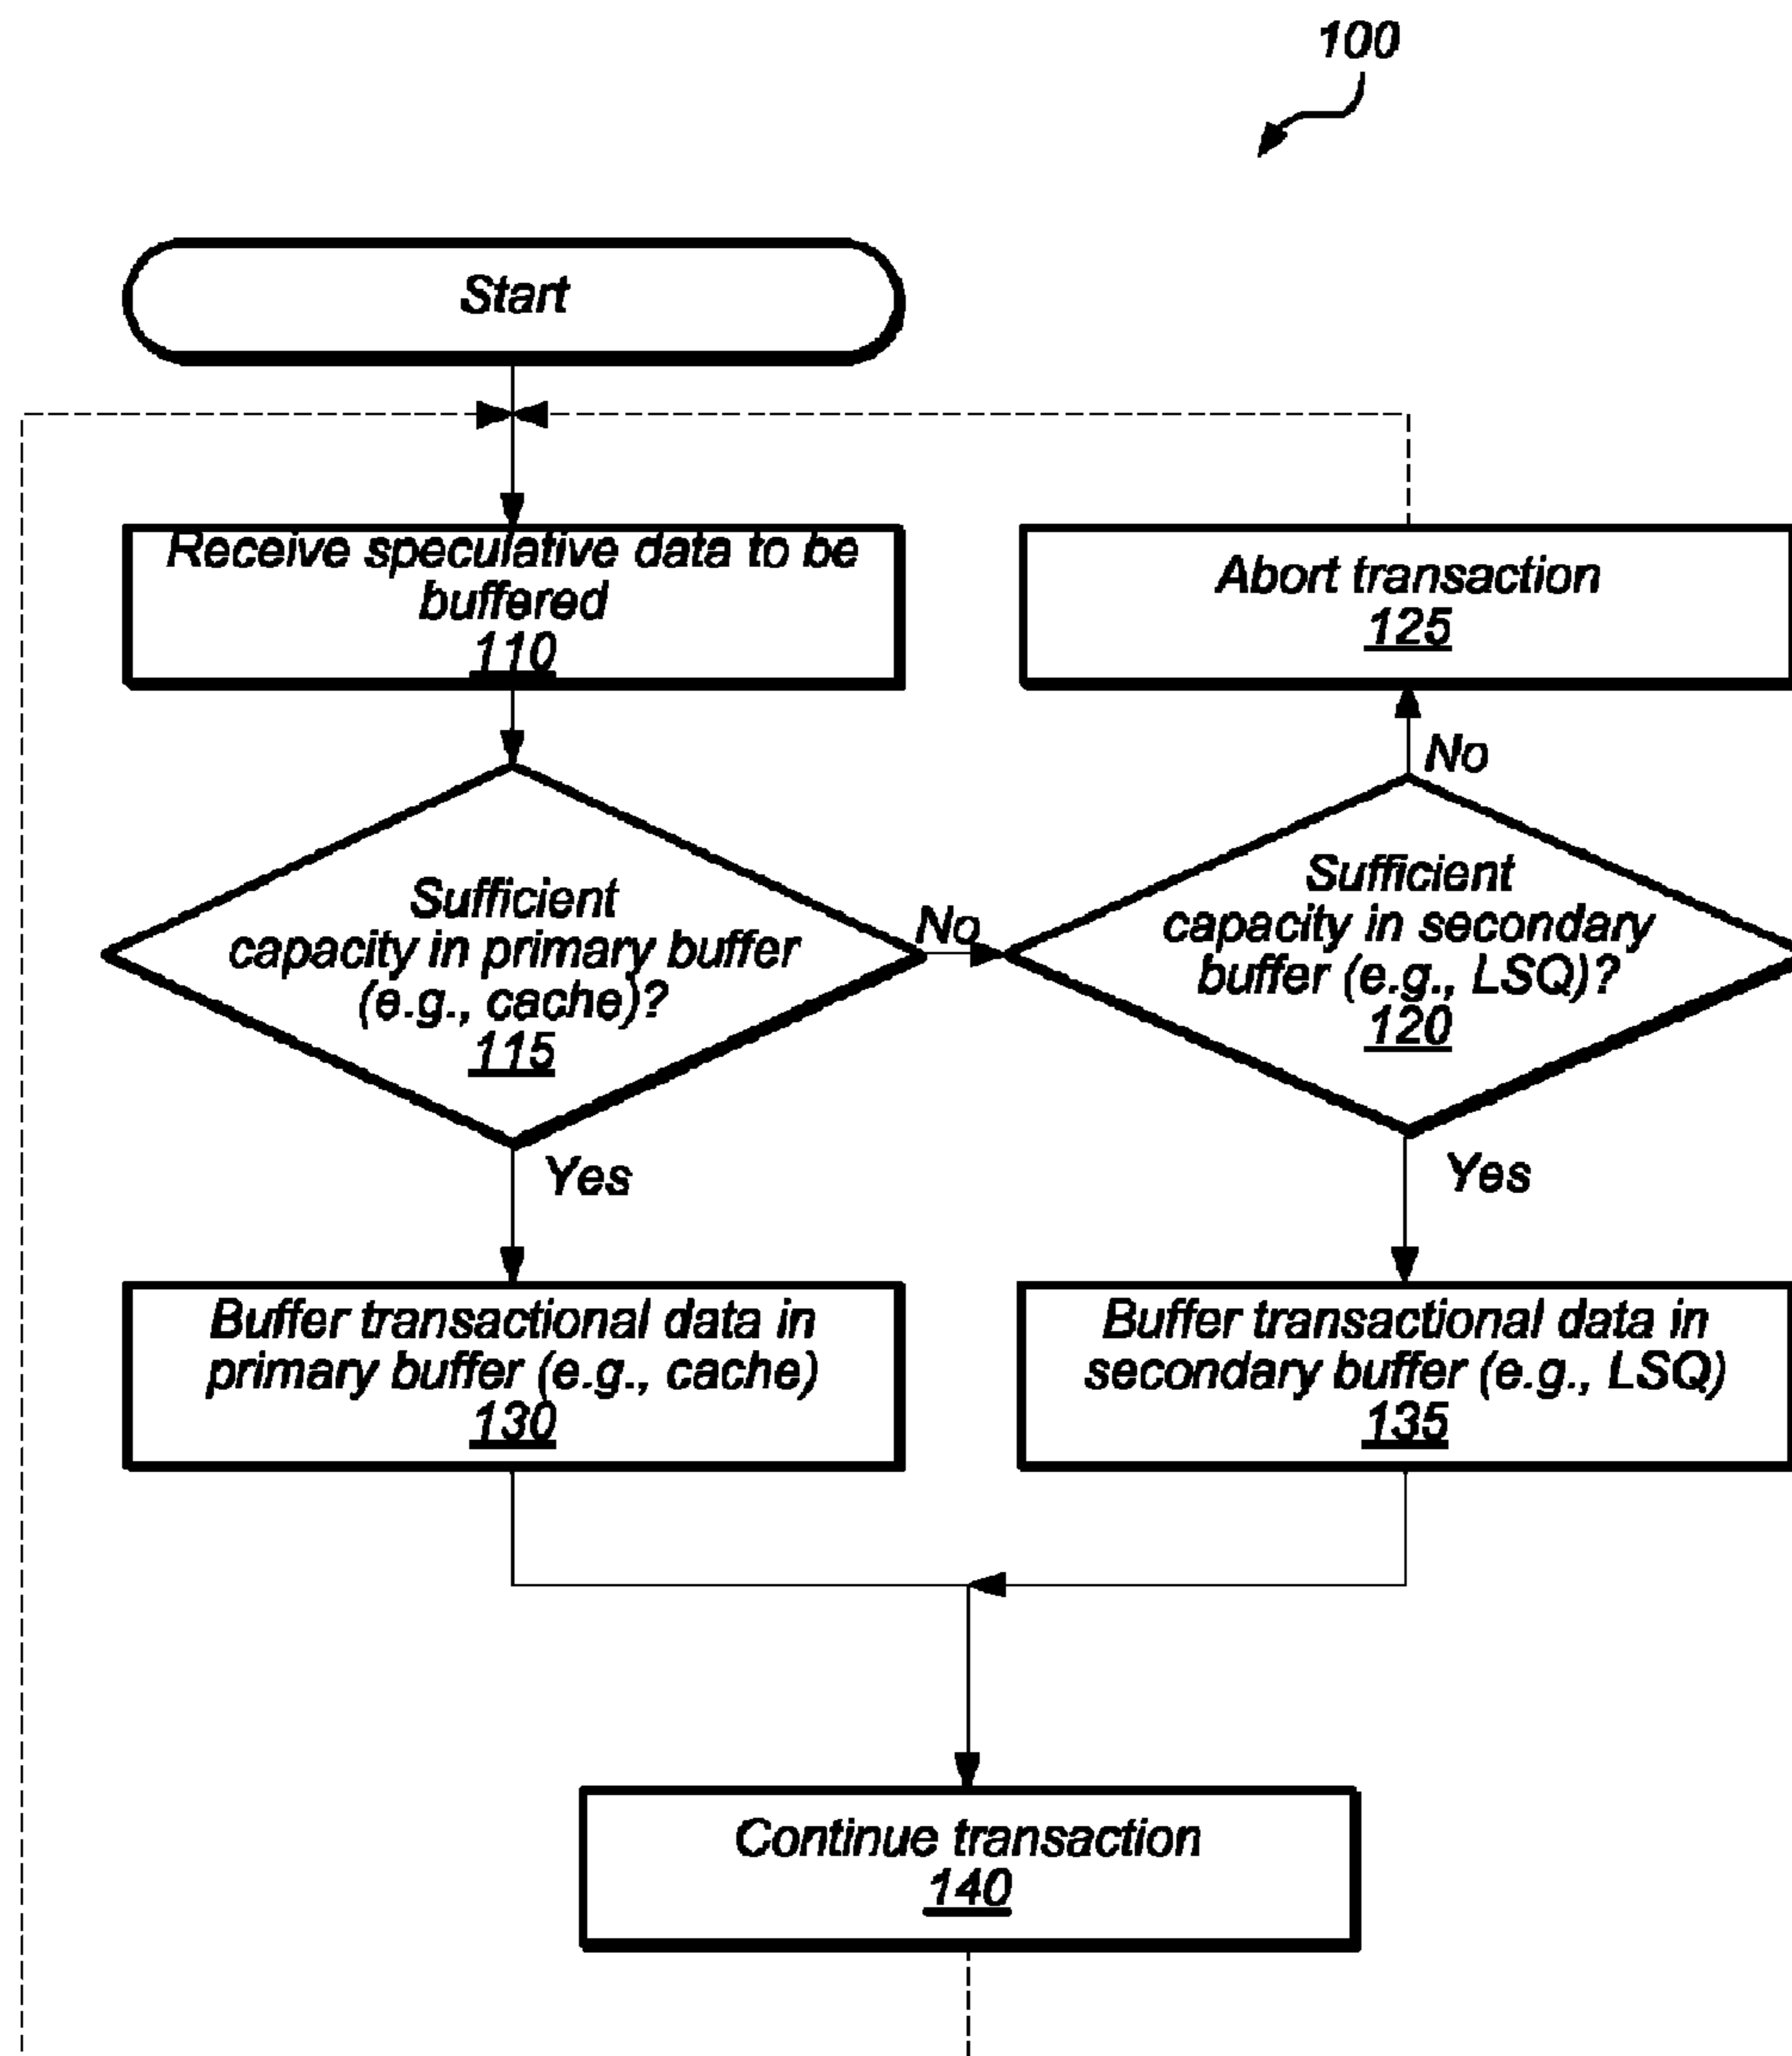 100
Start
Receive speculative data to be
buffered
110
Abort transaction
125
No
Sufficient
capacity in primary buffer
(e.g., cache)?
115
No
Sufficient
capacity in secondary
buffer (e.g., LSQ)?
120
Yes
Yes
Buffer transactional data in
primary buffer (e.g., cache)
130
Buffer transactional data in
secondary buffer (e.g., LSQ)
135
Continue transaction
140